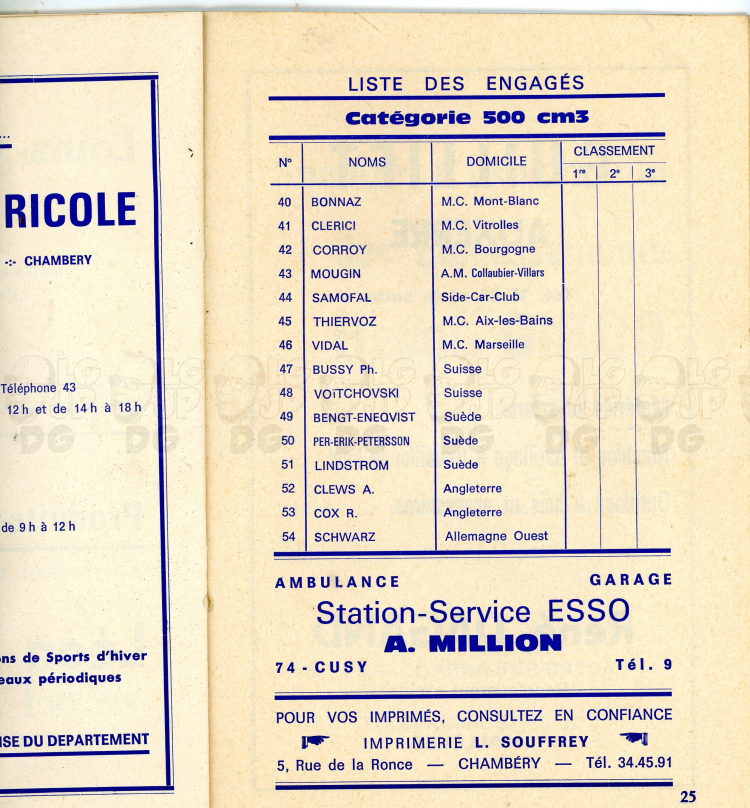 RICOLE
-:- CHAMBERY
Téléphone 43
12 h et de 14 h à 18 h
de 9 h à 12 h
de Sports d'hiver
périodiques
DU DEPARTEMENT
LISTE DES ENGAGÉS
Catégorie 500 cm3
N° NOMS DOMICILE CLASSEMENT
1re 2e 3e
40 BONNAZ M.C. Mont-Blanc
41 CLERICI M.C. Vitrolles
42 CORROY M.C. Bourgogne
43 MOUGIN A.M. Collaubier-Villars
44 SAMOFAL Side-Car-Club
45 THIERVOZ M.C. Aix-les-Bains
46 VIDAL M.C. Marseille
47 BUSSY Ph. Suisse
48 VOïTCHOVSKI Suisse
49 BENGT-ENEQVIST Suède
50 PER-ERIK-PETERSSON Suède
51 LINDSTROM Suède
52 CLEWS A. Angleterre
53 COX R. Angleterre
54 SCHWARZ Allemagne Ouest
AMBULANCE GARAGE
Station-Service ESSO
A. MILLION
74 - CUSY Tél. 9
POUR VOS IMPRIMÉS, CONSULTEZ EN CONFIANCE
IMPRIMERIE L. SOUFFREY
5, Rue de la Ronce — CHAMBÉRY — Tél. 34.45.91
25